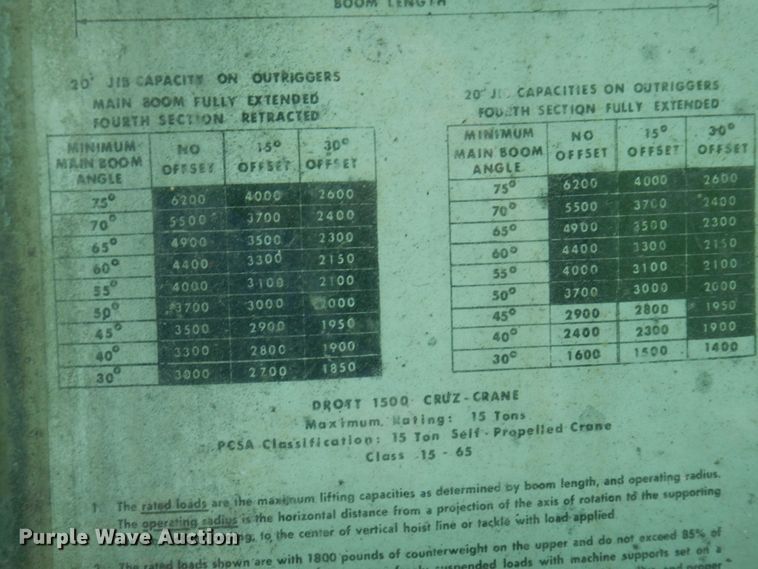 BOOM LENGTH
20' JIB CAPACITY ON OUTRIGGERS
MAIN BOOM FULLY EXTENDED
FOURTH SECTION RETRACTED
MINIMUM MAIN BOOM ANGLE NO OFFSET 15° OFFSET 30° OFFSET
75° 6200 4000 2600
70° 5500 3700 2400
65° 4900 3500 2300
60° 4400 3300 2150
55° 4000 3100 2100
50° 3700 3000 2000
45° 3500 2900 1950
40° 3300 2800 1900
30° 3000 2700 1850
20' JIB CAPACITIES ON OUTRIGGERS
FOURTH SECTION FULLY EXTENDED
MINIMUM MAIN BOOM ANGLE NO OFFSET 15° OFFSET 30° OFFSET
75° 6200 4000 2600
70° 5500 3700 2400
65° 4900 3500 2300
60° 4400 3300 2150
55° 4000 3100 2100
50° 3700 3000 2000
45° 2900 2800 1950
40° 2400 2300 1900
30° 1600 1500 1400
DROTT 1500 CRUZ-CRANE
Maximum Rating: 15 Tons
PCSA Classification: 15 Ton Self-Propelled Crane
Class 15-65
1. The rated loads are the maximum lifting capacities as determined by boom length, and operating radius.
The operating radius is the horizontal distance from a projection of the axis of rotation to the supporting
to the center of vertical hoist line or tackle with load applied
2. The rated loads shown are with 1800 pounds of counterweight on the upper and do not exceed 85% of
suspended loads with machine supports set on a
Purple Wave Auction